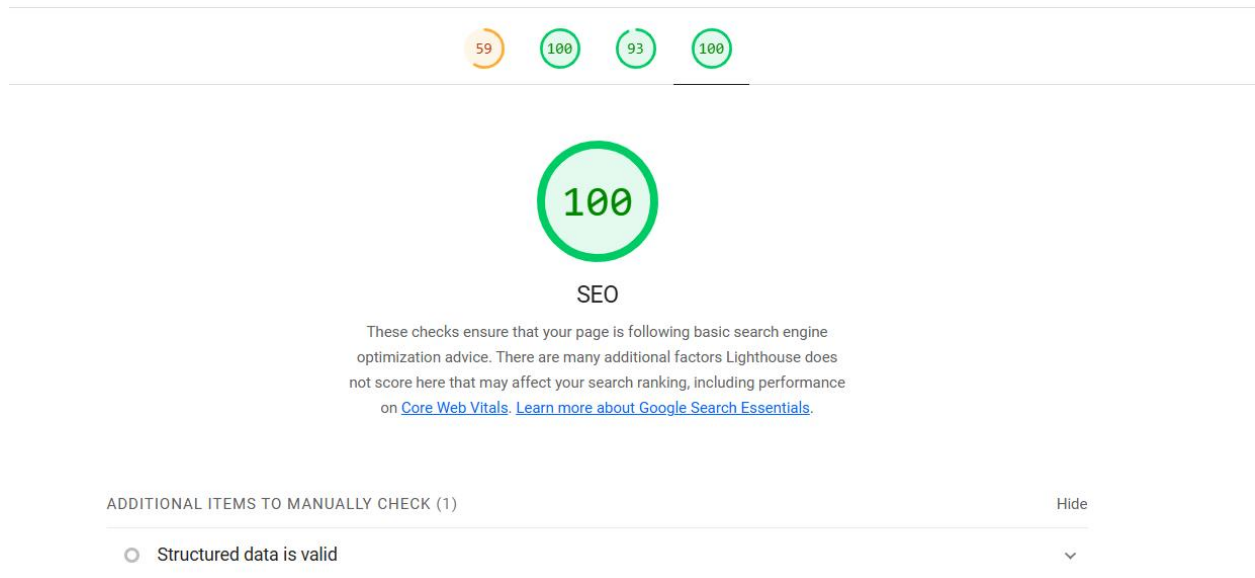 59 100 93 100
100
SEO
These checks ensure that your page is following basic search engine
optimization advice. There are many additional factors Lighthouse does
not score here that may affect your search ranking, including performance
on Core Web Vitals. Learn more about Google Search Essentials.
ADDITIONAL ITEMS TO MANUALLY CHECK (1) Hide
Structured data is valid